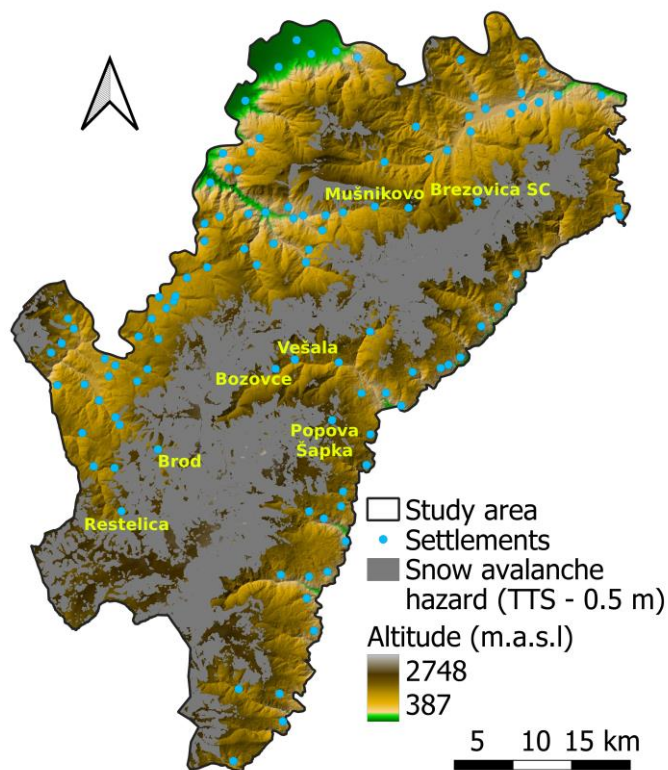 Mušnikovo
Brezovica SC
Vešala
Bozovce
Popova
Šapka
Brod
Restelica
Study area
Settlements
Snow avalanche
hazard (TTS - 0.5 m)
Altitude (m.a.s.l)
2748
387
5 10 15 km